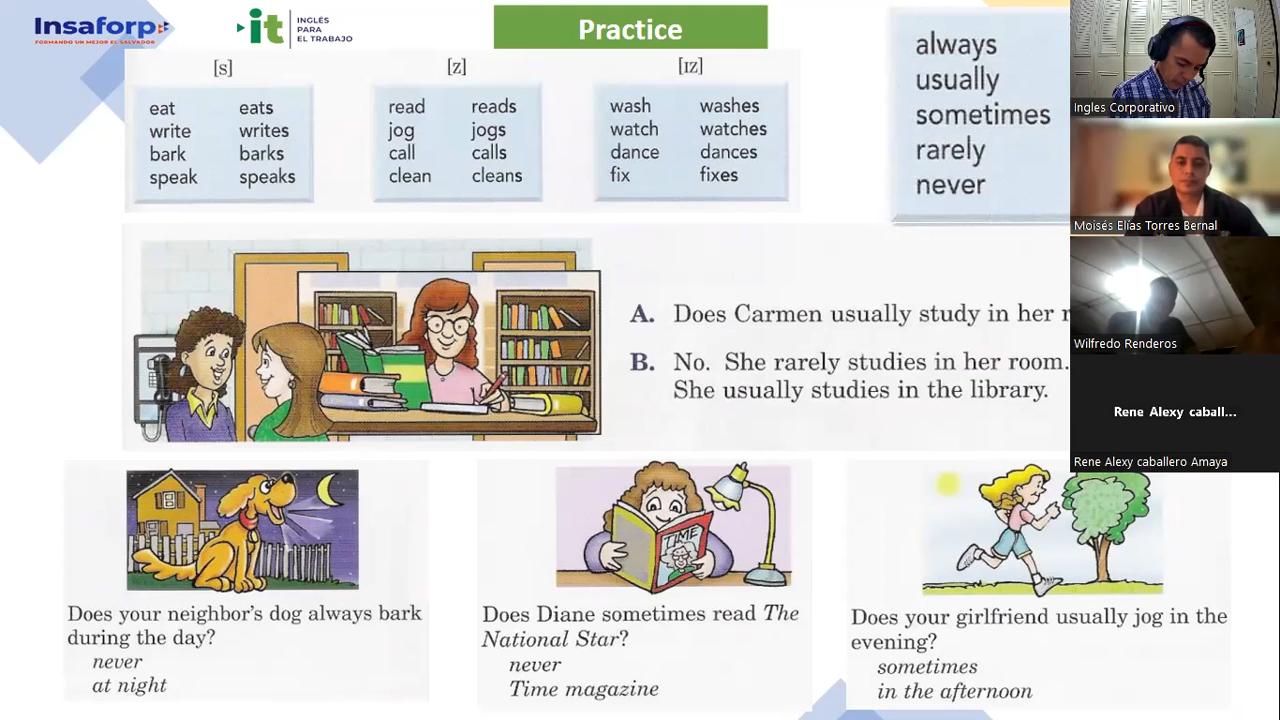 Insaforp
FORMANDO UN MEJOR EL SALVADOR
it
INGLÉS
PARA
EL TRABAJO
Practice
[s]
eat eats
write writes
bark barks
speak speaks
[z]
read reads
jog jogs
call calls
clean cleans
[ɪz]
wash washes
watch watches
dance dances
fix fixes
always
usually
sometimes
rarely
never
A. Does Carmen usually study in her
B. No. She rarely studies in her room.
She usually studies in the library.
Does your neighbor's dog always bark
during the day?
never
at night
TIME
Does Diane sometimes read The
National Star?
never
Time magazine
Does your girlfriend usually jog in the
evening?
sometimes
in the afternoon
Ingles Corporativo
Moisés Elías Torres Bernal
Wilfredo Renderos
Rene Alexy caball...
Rene Alexy caballero Amaya